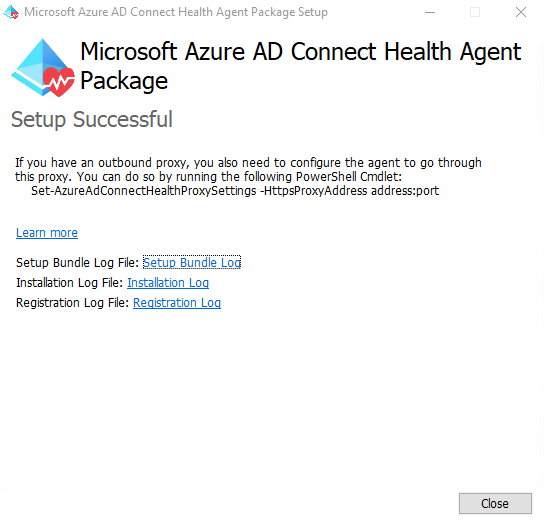 Microsoft Azure AD Connect Health Agent Package Setup
Microsoft Azure AD Connect Health Agent
Package
Setup Successful
If you have an outbound proxy, you also need to configure the agent to go through
this proxy. You can do so by running the following PowerShell Cmdlet:
Set-AzureAdConnectHealthProxySettings -HttpsProxyAddress address:port
Learn more
Setup Bundle Log File: Setup Bundle Log
Installation Log File: Installation Log
Registration Log File: Registration Log
Close